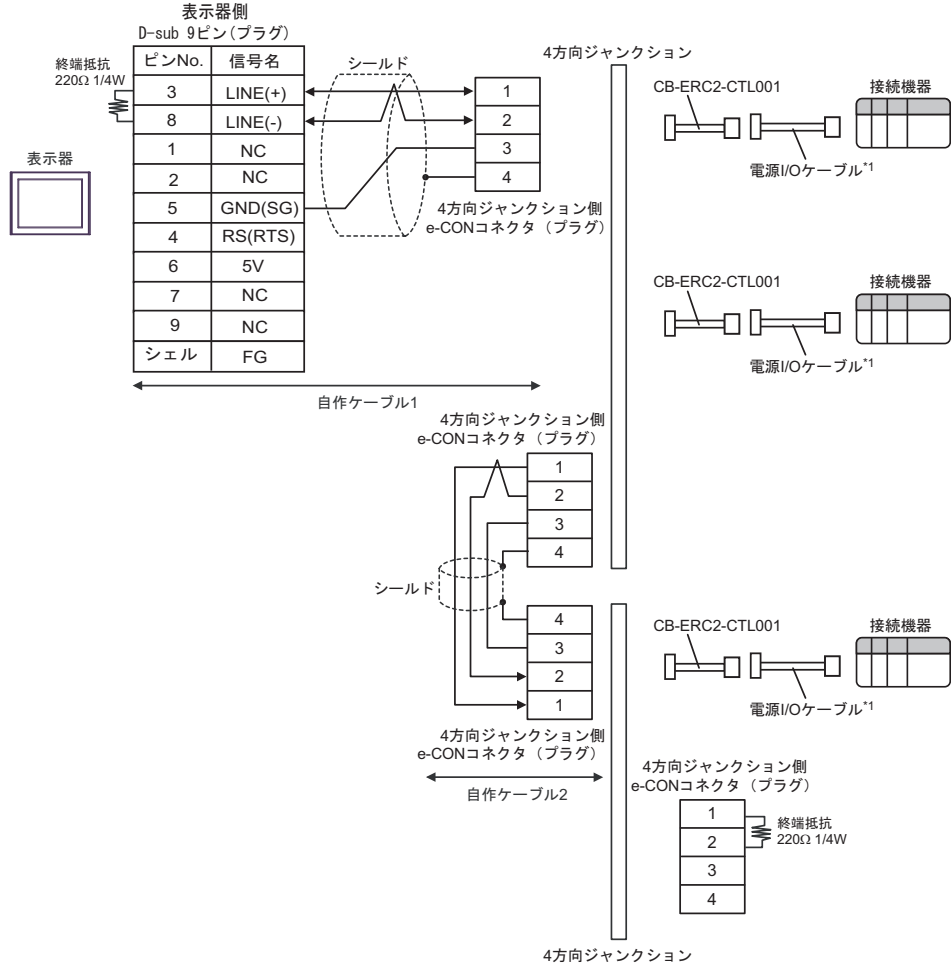 表示器側
D-sub 9ピン(プラグ)
ピンNo. 信号名
3 LINE(+)
8 LINE(-)
1 NC
2 NC
5 GND(SG)
4 RS(RTS)
6 5V
7 NC
9 NC
シェル FG
終端抵抗
220Ω 1/4W
表示器
シールド
1
2
3
4
4方向ジャンクション側
e-CONコネクタ（プラグ）
自作ケーブル1
4方向ジャンクション
CB-ERC2-CTL001
接続機器
電源I/Oケーブル*1
CB-ERC2-CTL001
接続機器
電源I/Oケーブル*1
4方向ジャンクション側
e-CONコネクタ（プラグ）
1
2
3
4
シールド
4
3
2
1
4方向ジャンクション側
e-CONコネクタ（プラグ）
自作ケーブル2
CB-ERC2-CTL001
接続機器
電源I/Oケーブル*1
4方向ジャンクション側
e-CONコネクタ（プラグ）
1
2
3
4
終端抵抗
220Ω 1/4W
4方向ジャンクション